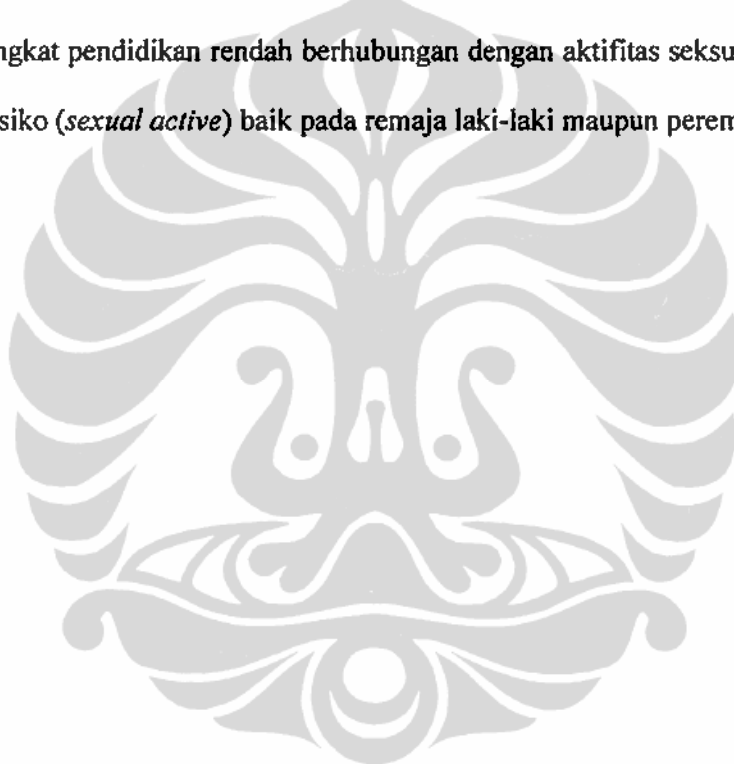 ngkat pendidikan rendah berhubungan dengan aktifitas seksu
siko (sexual active) baik pada remaja laki-laki maupun perem